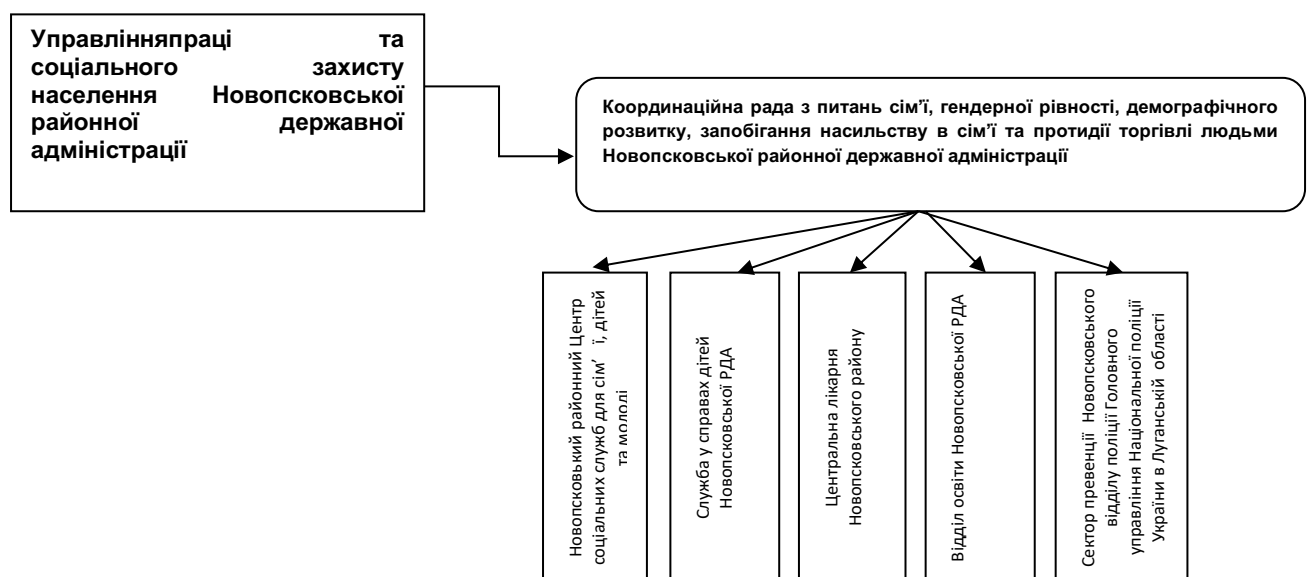 Управлінняпраці та
соціального захисту
населення Новопсковської
районної державної
адміністрації
Координаційна рада з питань сім’ї, гендерної рівності, демографічного
розвитку, запобігання насильству в сім’ї та протидії торгівлі людьми
Новопсковської районної державної адміністрації
Новопсковький районний Центр
соціальних служб для сім’ ї, дітей
та молоді
Служба у справах дітей
Новопсковської РДА
Центральна лікарня
Новопсковського району
Відділ освіти Новопсковської РДА
Сектор превенції Новопсковського
відділу поліції Головного
управління Національної поліції
України в Луганській області